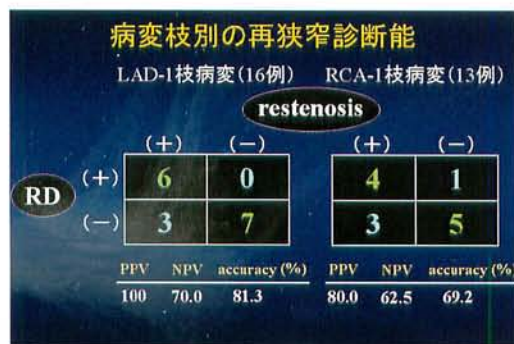 病変枝別の再狭窄診断能
LAD-1枝病変(16例) RCA-1枝病変(13例)
restenosis
(+) (-) (+) (-)
RD (+) 6 0 4 1
(-) 3 7 3 5
PPV NPV accuracy (%) PPV NPV accuracy (%)
100 70.0 81.3 80.0 62.5 69.2